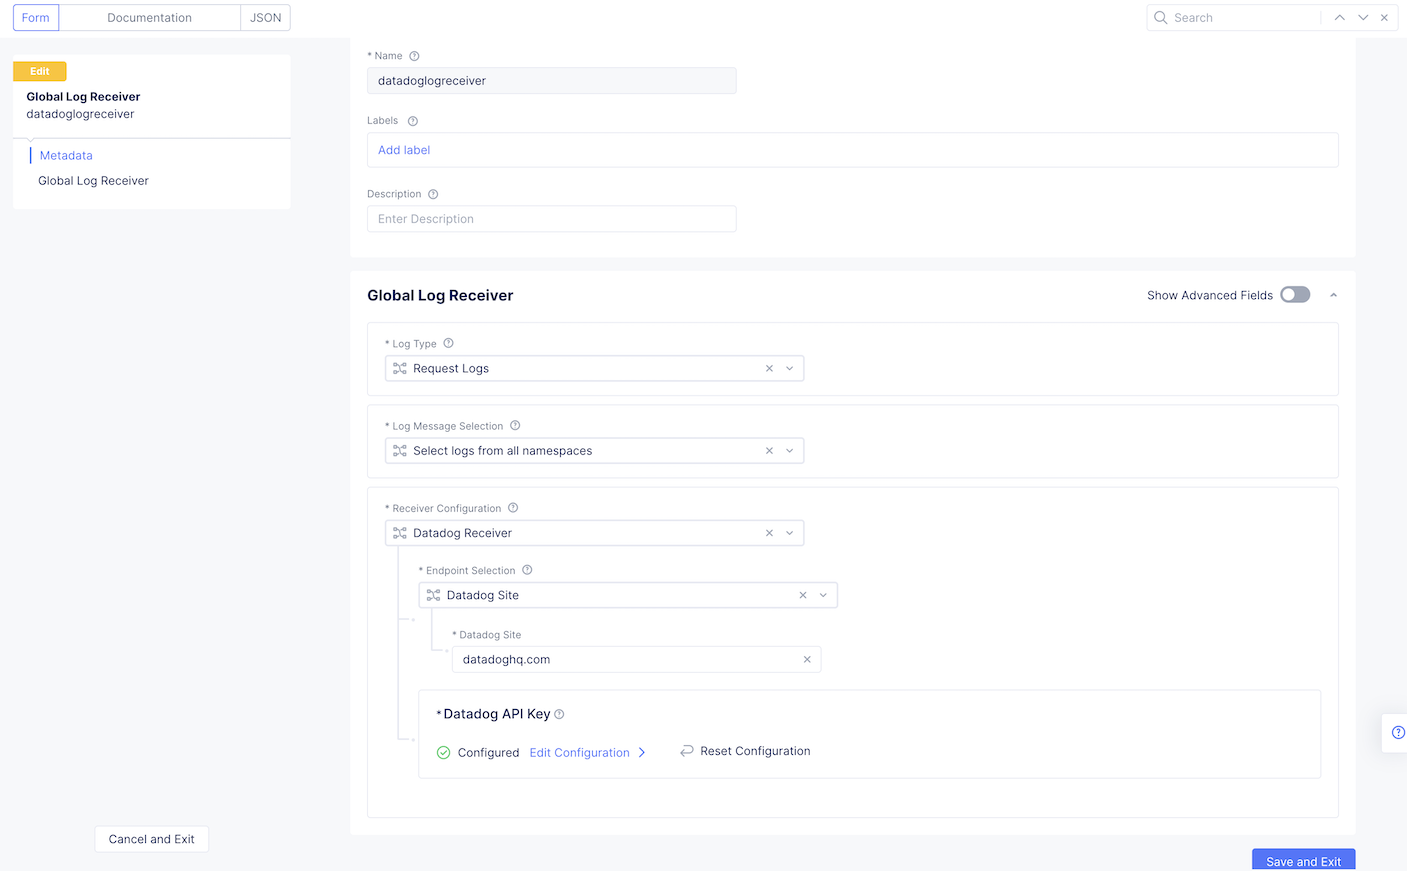 Form
Documentation
JSON
Search
Edit
Global Log Receiver
datadoglogreceiver
Metadata
Global Log Receiver
* Name
datadoglogreceiver
Labels
Add label
Description
Enter Description
Global Log Receiver
Show Advanced Fields
* Log Type
Request Logs
* Log Message Selection
Select logs from all namespaces
* Receiver Configuration
Datadog Receiver
* Endpoint Selection
Datadog Site
* Datadog Site
datadoghq.com
* Datadog API Key
Configured Edit Configuration
Reset Configuration
Cancel and Exit
Save and Exit